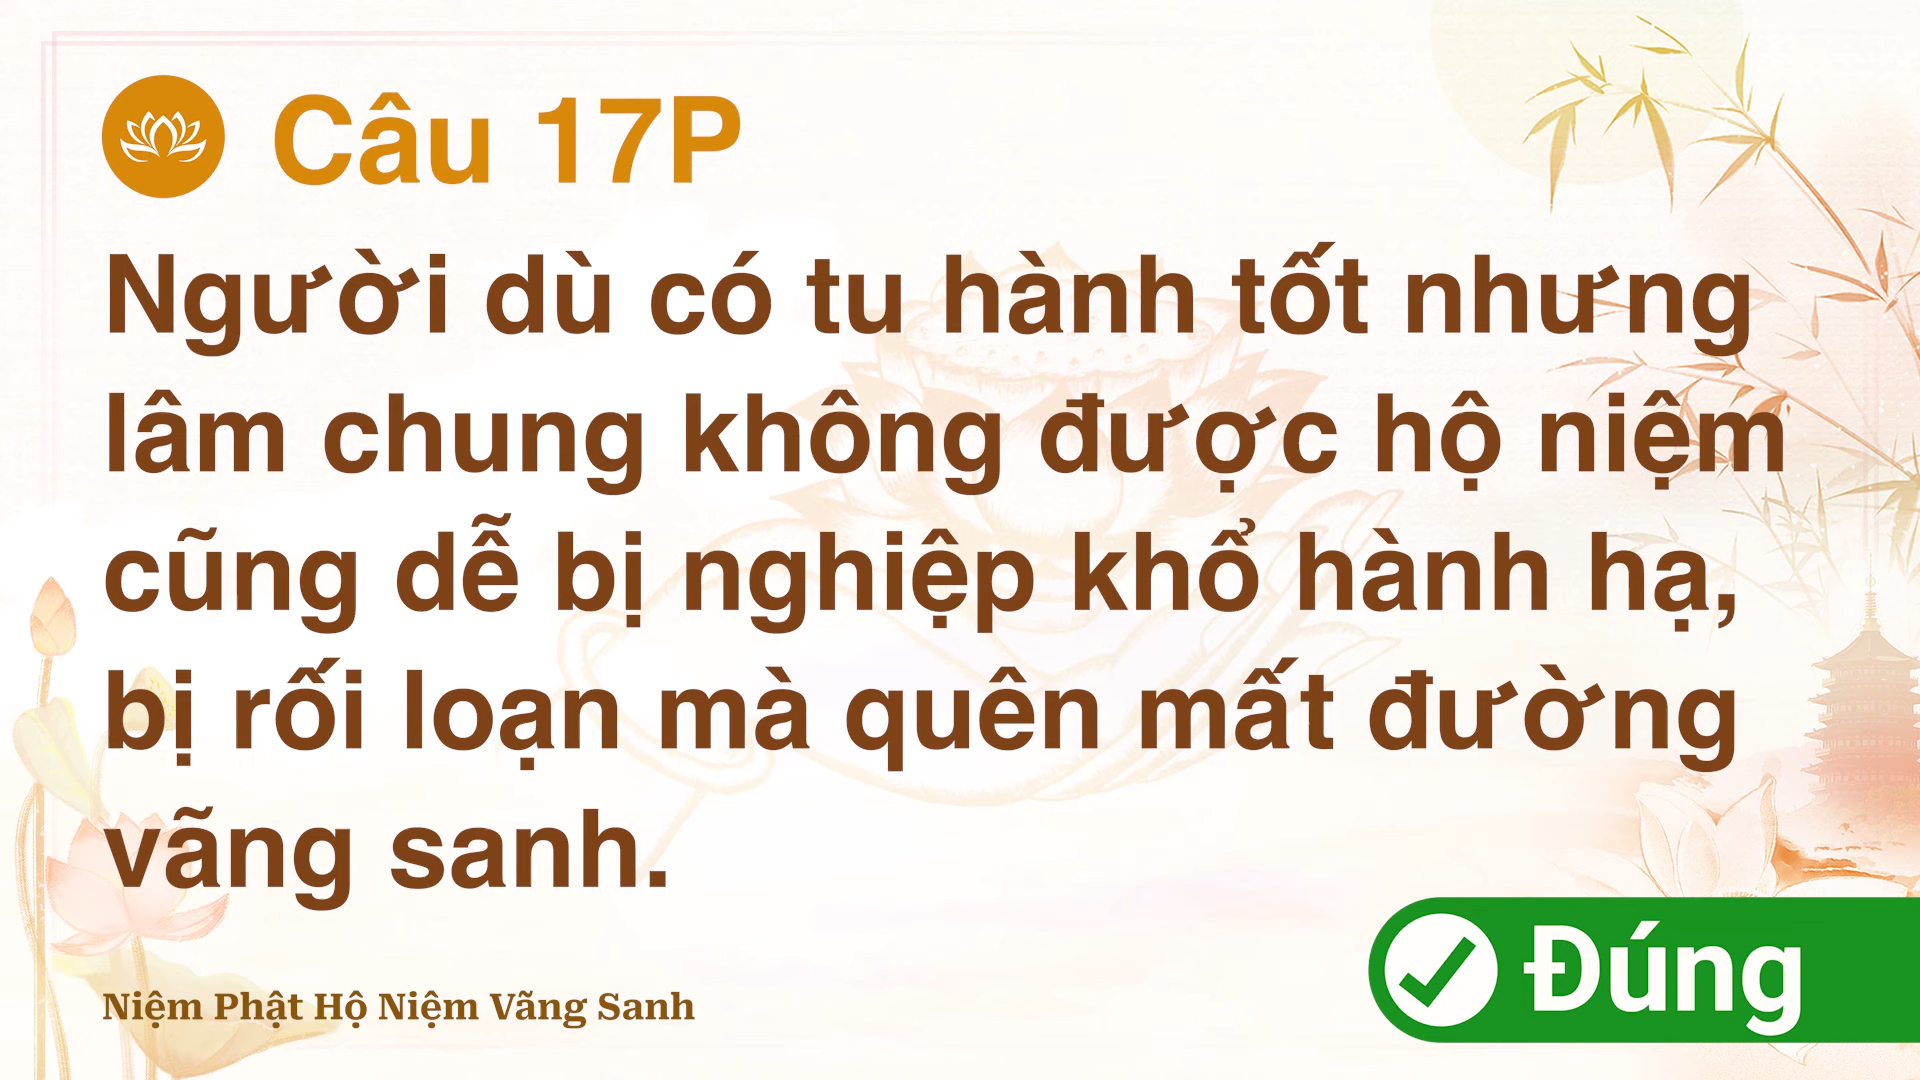 Câu 17P
Người dù có tu hành tốt nhưng
lâm chung không được hộ niệm
cũng dễ bị nghiệp khổ hành hạ,
bị rối loạn mà quên mất đường
vãng sanh.
Đúng
Niệm Phật Hộ Niệm Vãng Sanh